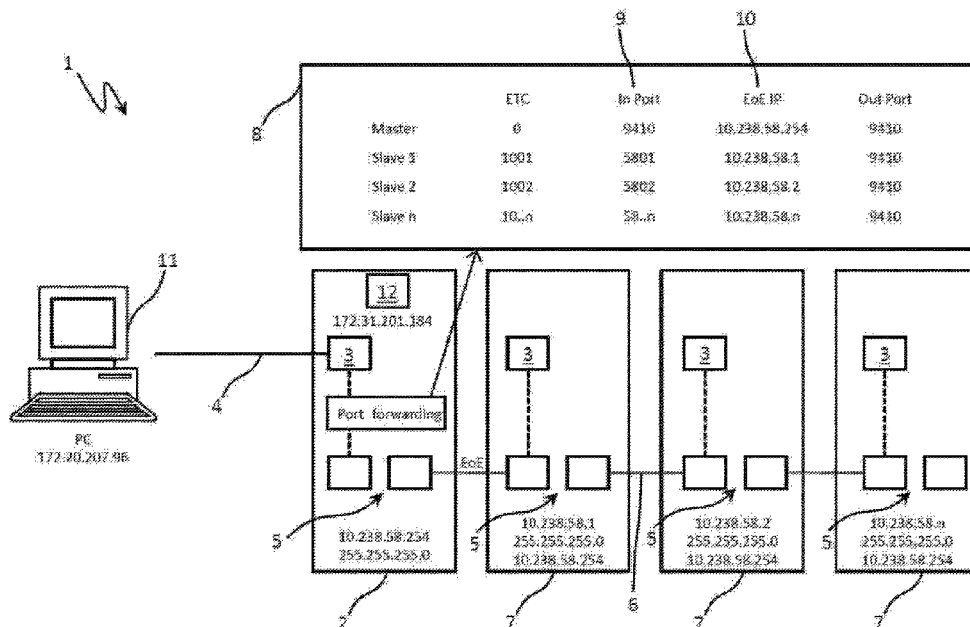 9 10
1
8
ETC In Port EoE IP Out Port
Master 0 9410 10.238.58.254 9410
Slave 1 1001 5801 10.238.58.1 9410
Slave 2 1002 5802 10.238.58.2 9410
Slave n 10..n 58..n 10.238.58.n 9410
11
12
172.31.201.184
3 3 3 3
4
Port forwarding
PC
172.20.207.96
EoE
5 5 5 5
10.238.58.254
255.255.255.0
10.238.58.1
255.255.255.0
10.238.58.254
10.238.58.2
255.255.255.0
10.238.58.254
10.238.58.n
255.255.255.0
10.238.58.254
2 7 6 7 7